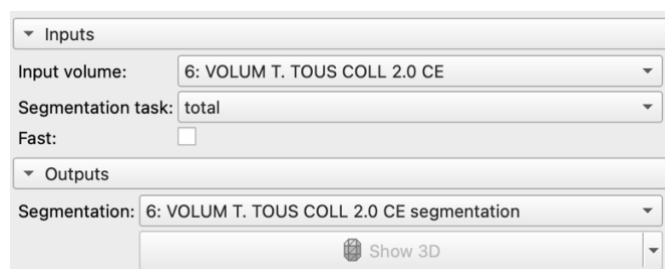 Inputs
Input volume: 6: VOLUM T. TOUS COLL 2.0 CE
Segmentation task: total
Fast:
Outputs
Segmentation: 6: VOLUM T. TOUS COLL 2.0 CE segmentation
Show 3D